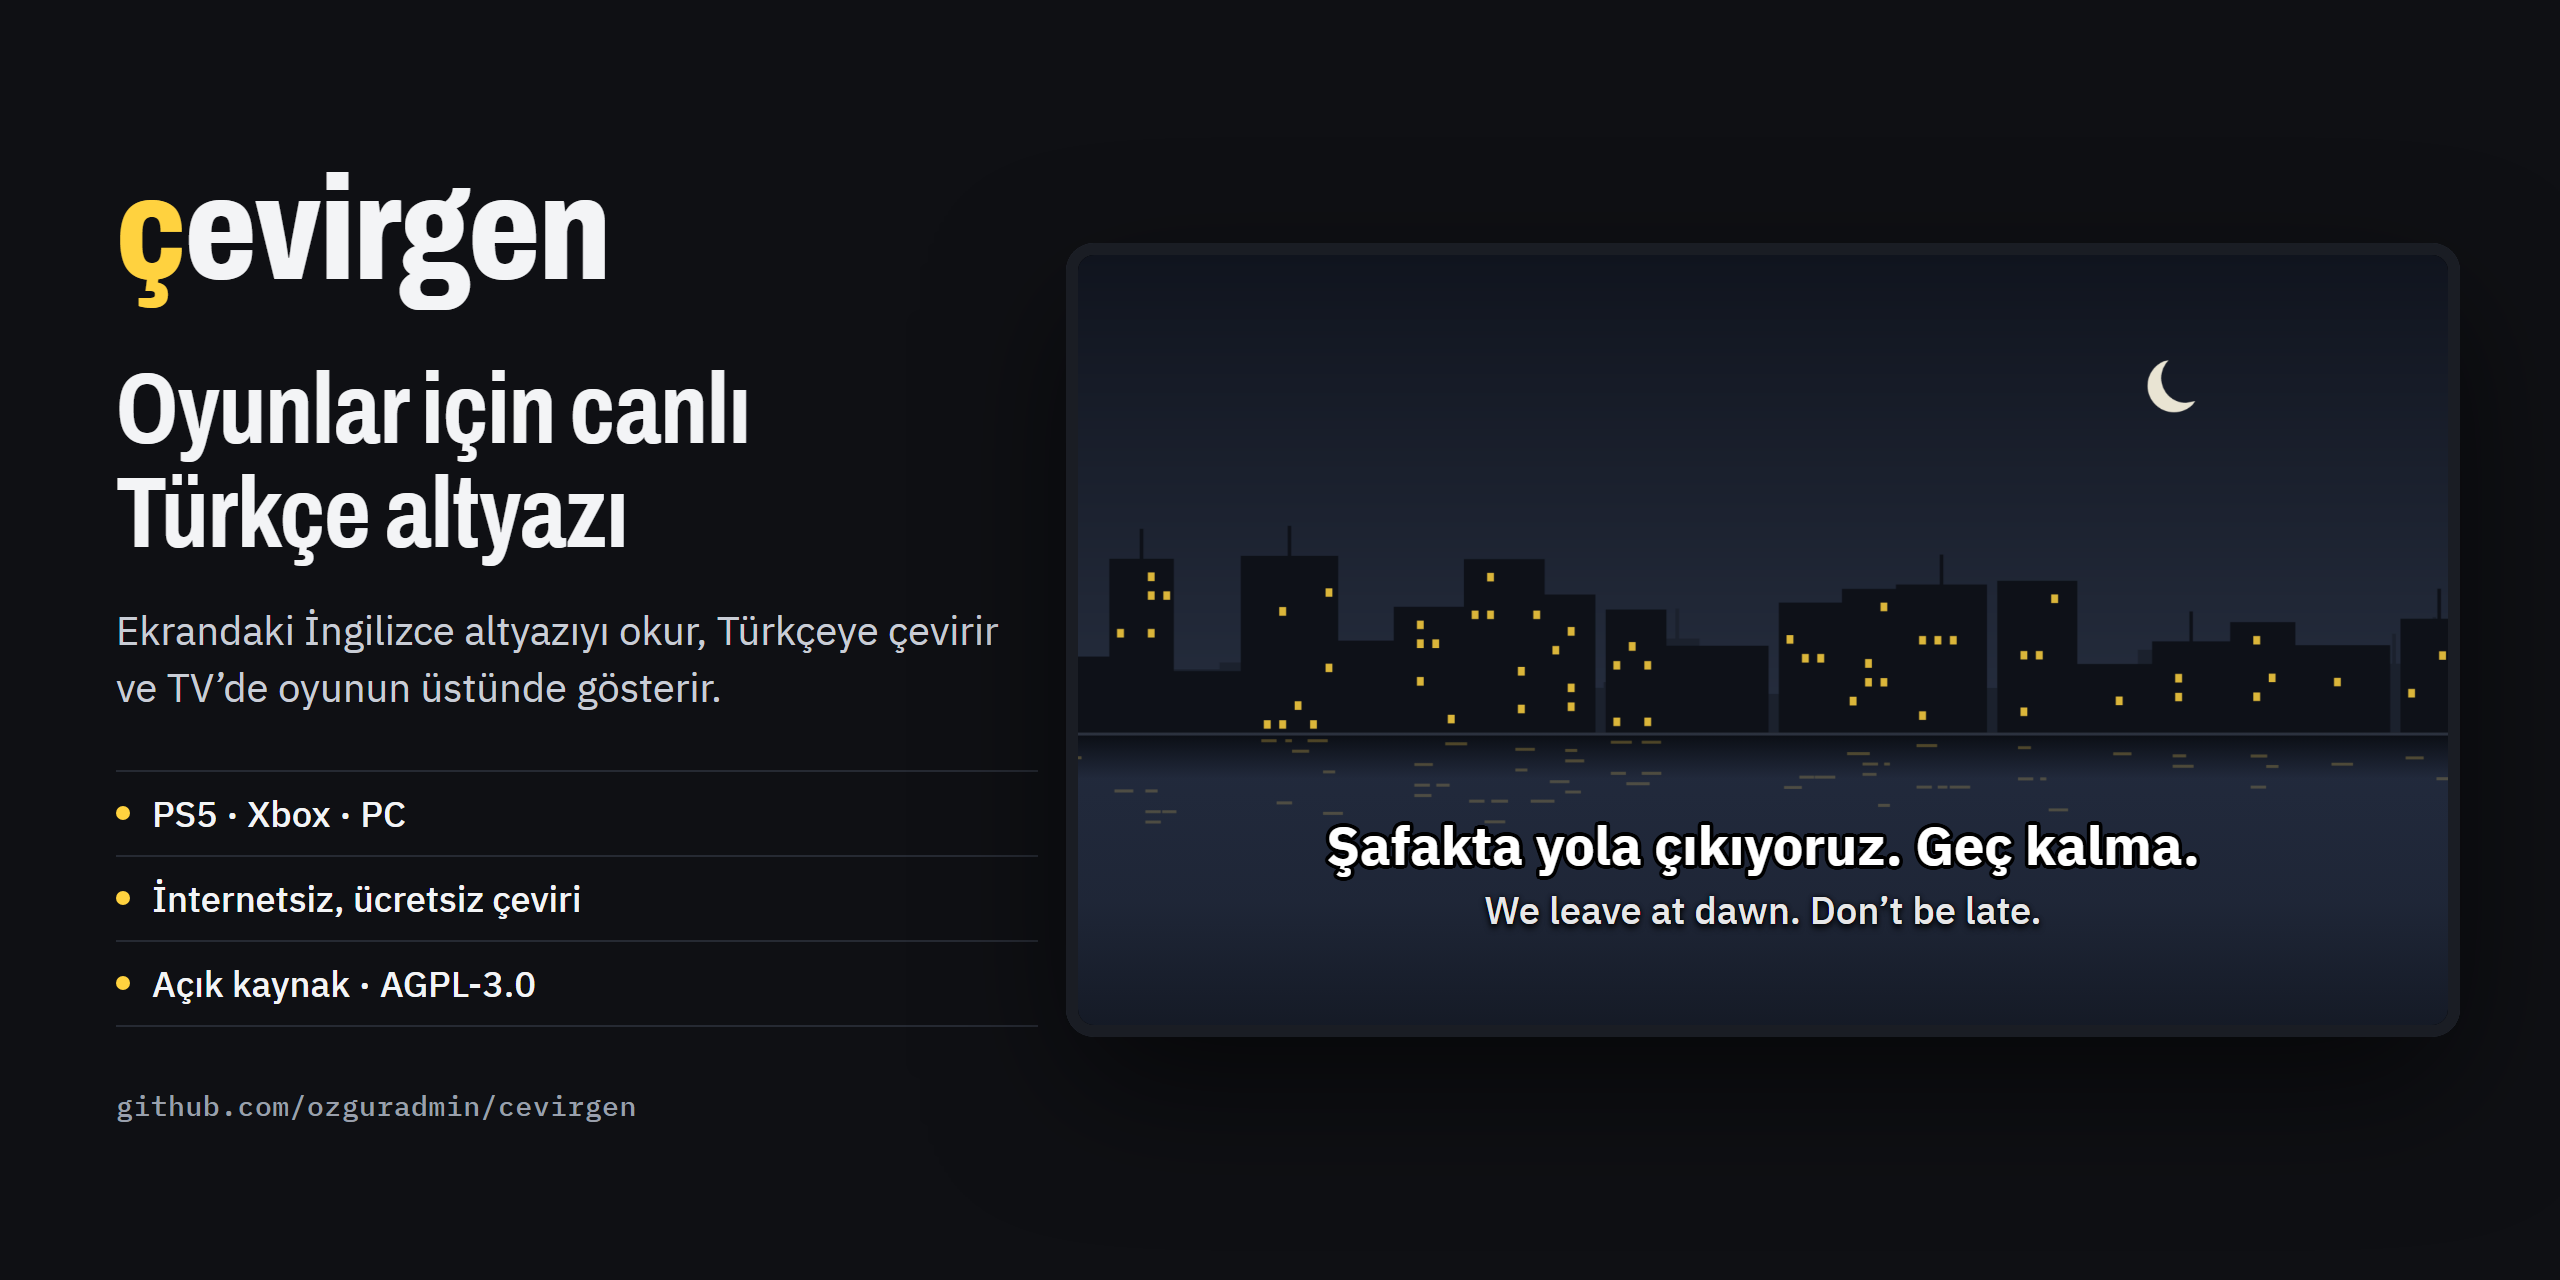 çevirgen
Oyunlar için canlı
Türkçe altyazı
Ekrandaki İngilizce altyazıyı okur, Türkçeye çevirir
ve TV’de oyunun üstünde gösterir.
PS5 · Xbox · PC
İnternetsiz, ücretsiz çeviri
Açık kaynak · AGPL-3.0
github.com/ozguradmin/cevirgen
Şafakta yola çıkıyoruz. Geç kalma.
We leave at dawn. Don’t be late.